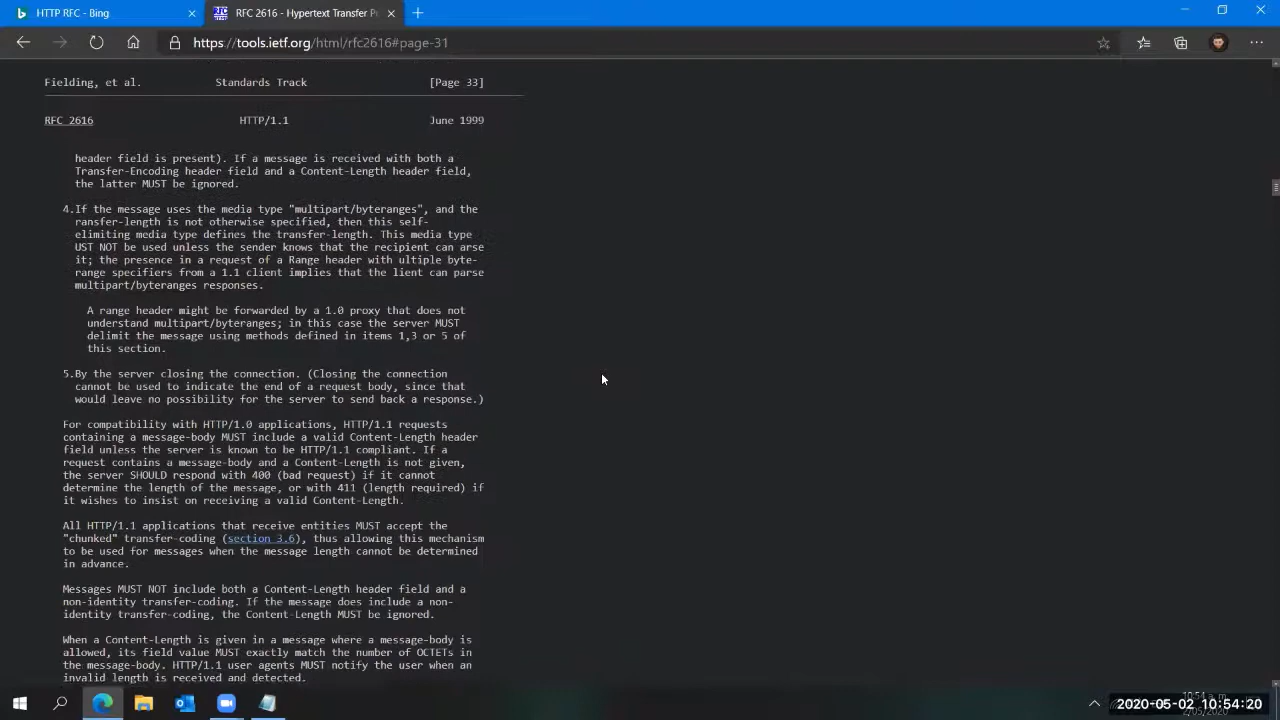 HTTP RFC - Bing
RFC 2616 - Hypertext Transfer P
https://tools.ietf.org/html/rfc2616#page-31
Fielding, et al. Standards Track [Page 33]
RFC 2616 HTTP/1.1 June 1999
header field is present). If a message is received with both a
Transfer-Encoding header field and a Content-Length header field,
the latter MUST be ignored.
4.If the message uses the media type "multipart/byteranges", and the
ransfer-length is not otherwise specified, then this self-
elimiting media type defines the transfer-length. This media type
UST NOT be used unless the sender knows that the recipient can arse
it; the presence in a request of a Range header with ultiple byte-
range specifiers from a 1.1 client implies that the lient can parse
multipart/byteranges responses.
A range header might be forwarded by a 1.0 proxy that does not
understand multipart/byteranges; in this case the server MUST
delimit the message using methods defined in items 1,3 or 5 of
this section.
5.By the server closing the connection. (Closing the connection
cannot be used to indicate the end of a request body, since that
would leave no possibility for the server to send back a response.)
For compatibility with HTTP/1.0 applications, HTTP/1.1 requests
containing a message-body MUST include a valid Content-Length header
field unless the server is known to be HTTP/1.1 compliant. If a
request contains a message-body and a Content-Length is not given,
the server SHOULD respond with 400 (bad request) if it cannot
determine the length of the message, or with 411 (length required) if
it wishes to insist on receiving a valid Content-Length.
All HTTP/1.1 applications that receive entities MUST accept the
"chunked" transfer-coding (section 3.6), thus allowing this mechanism
to be used for messages when the message length cannot be determined
in advance.
Messages MUST NOT include both a Content-Length header field and a
non-identity transfer-coding. If the message does include a non-
identity transfer-coding, the Content-Length MUST be ignored.
When a Content-Length is given in a message where a message-body is
allowed, its field value MUST exactly match the number of OCTETs in
the message-body. HTTP/1.1 user agents MUST notify the user when an
invalid length is received and detected.
2020-05-02 10:54:20